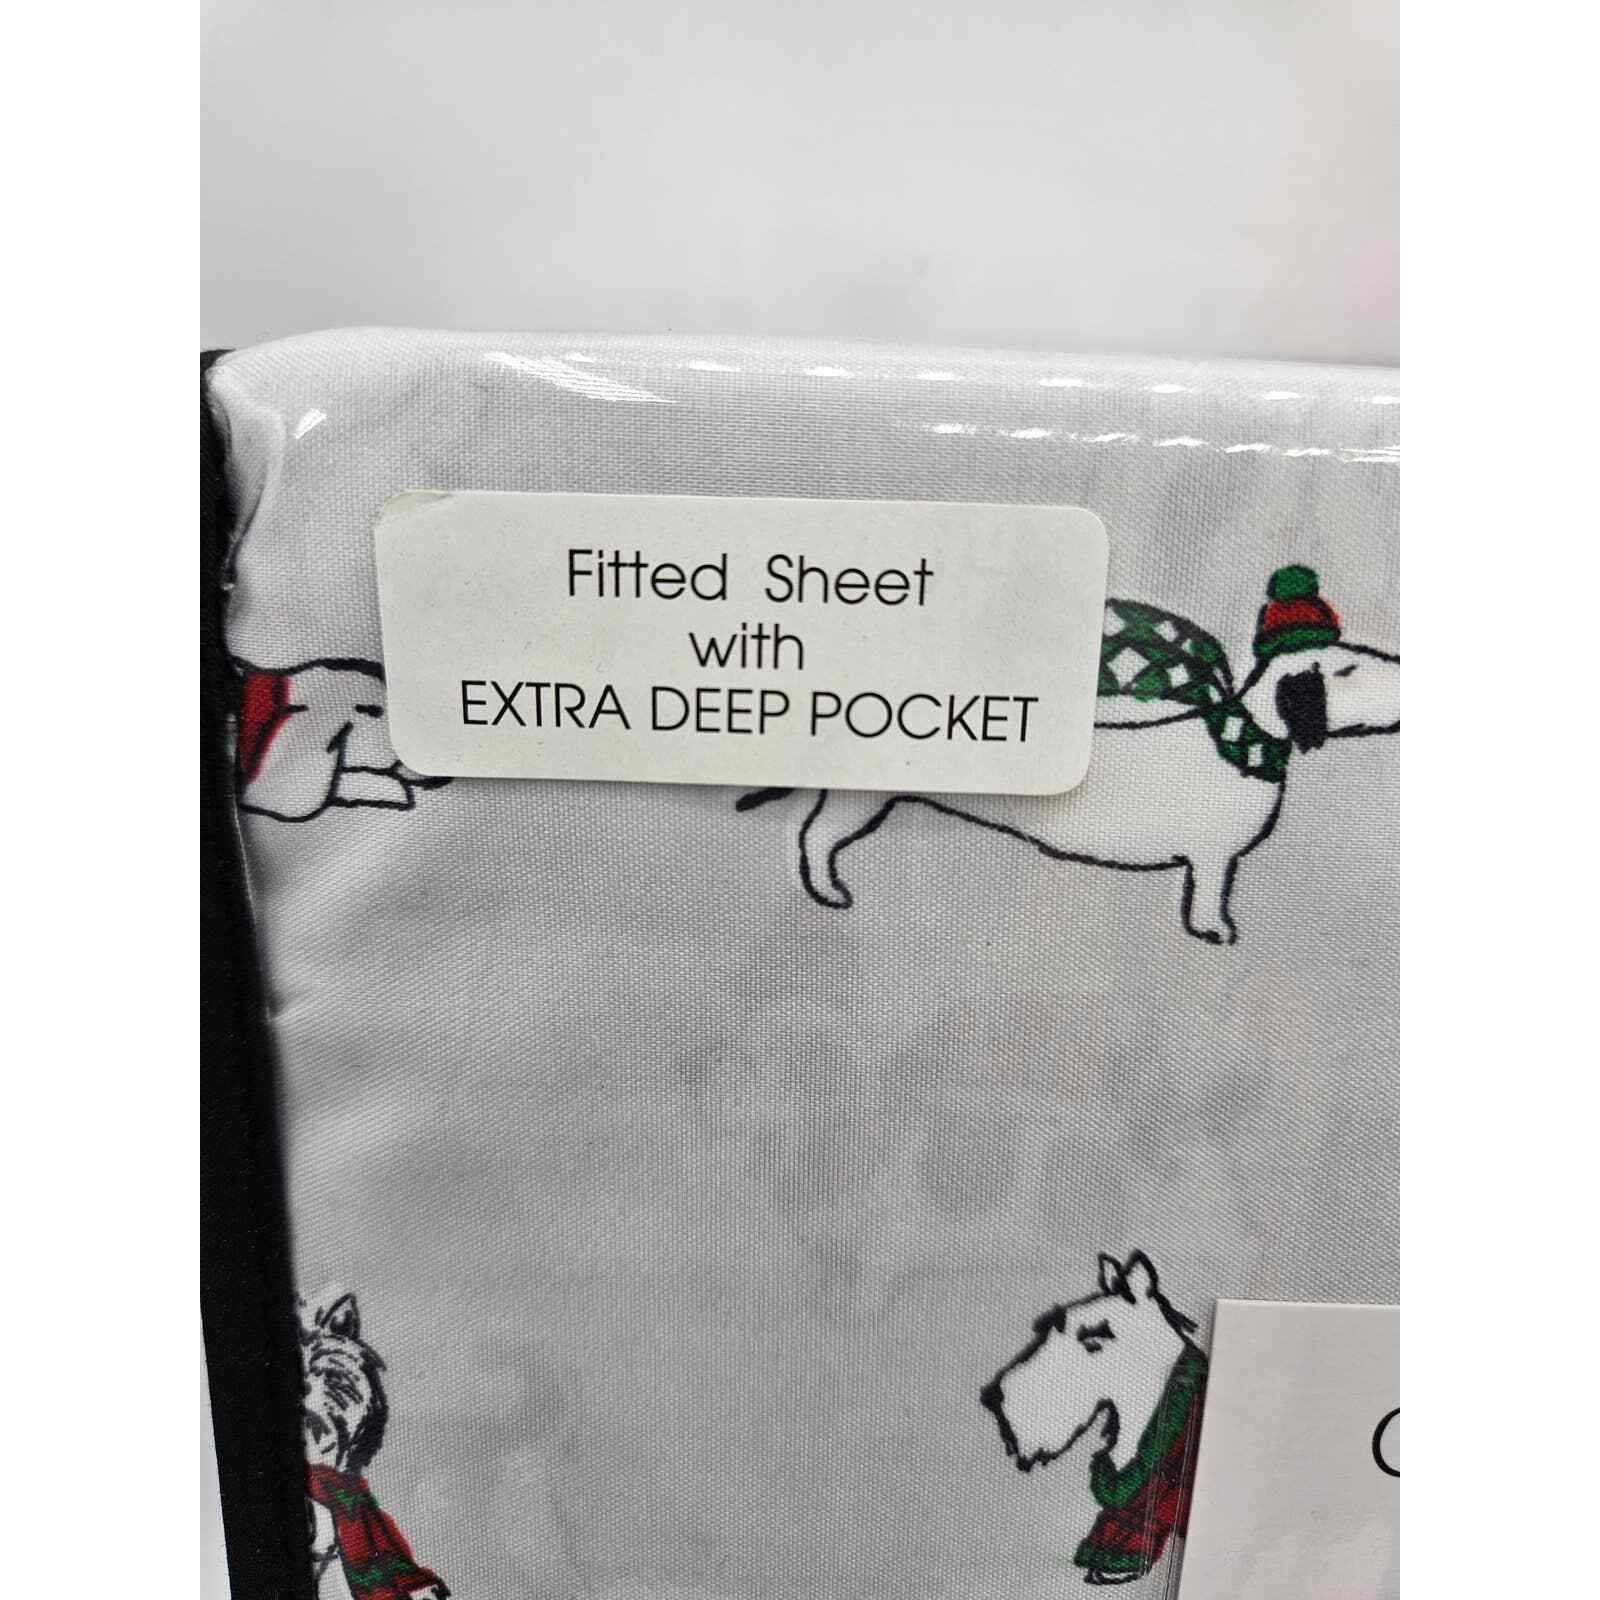 Fitted Sheet
with
EXTRA DEEP POCKET